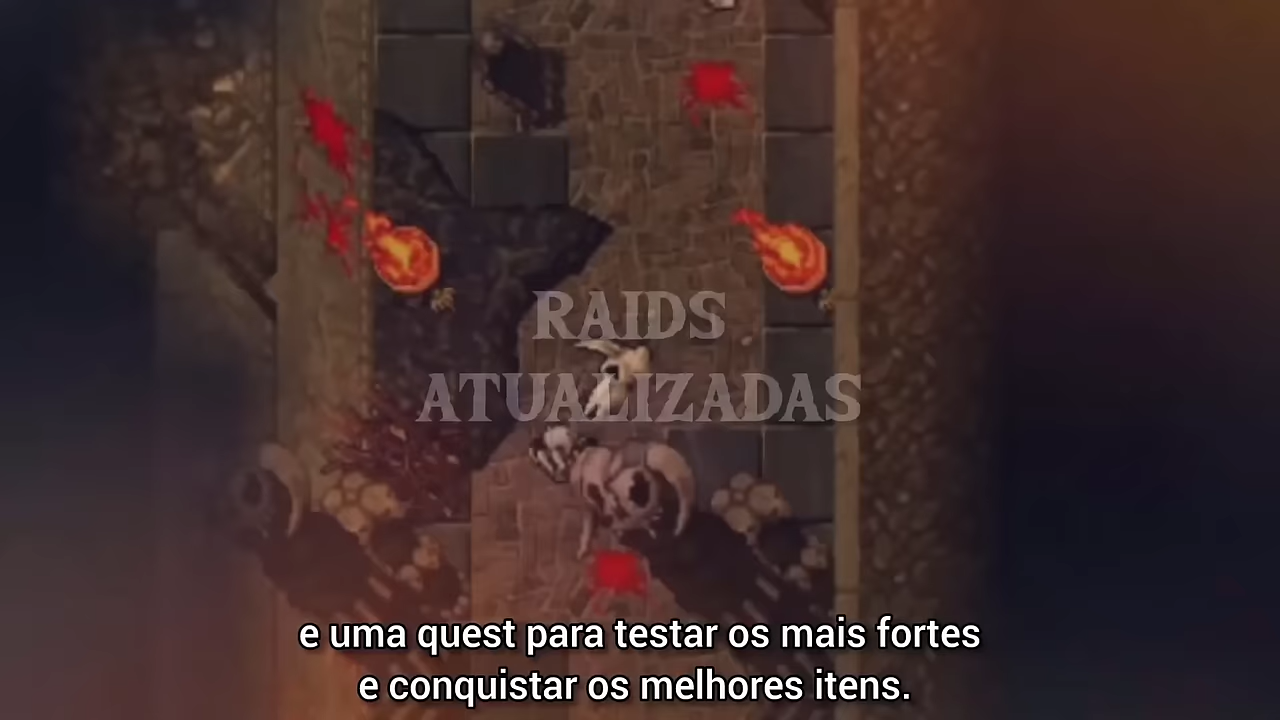 RAIDS
ATUALIZADAS
e uma quest para testar os mais fortes
e conquistar os melhores itens.